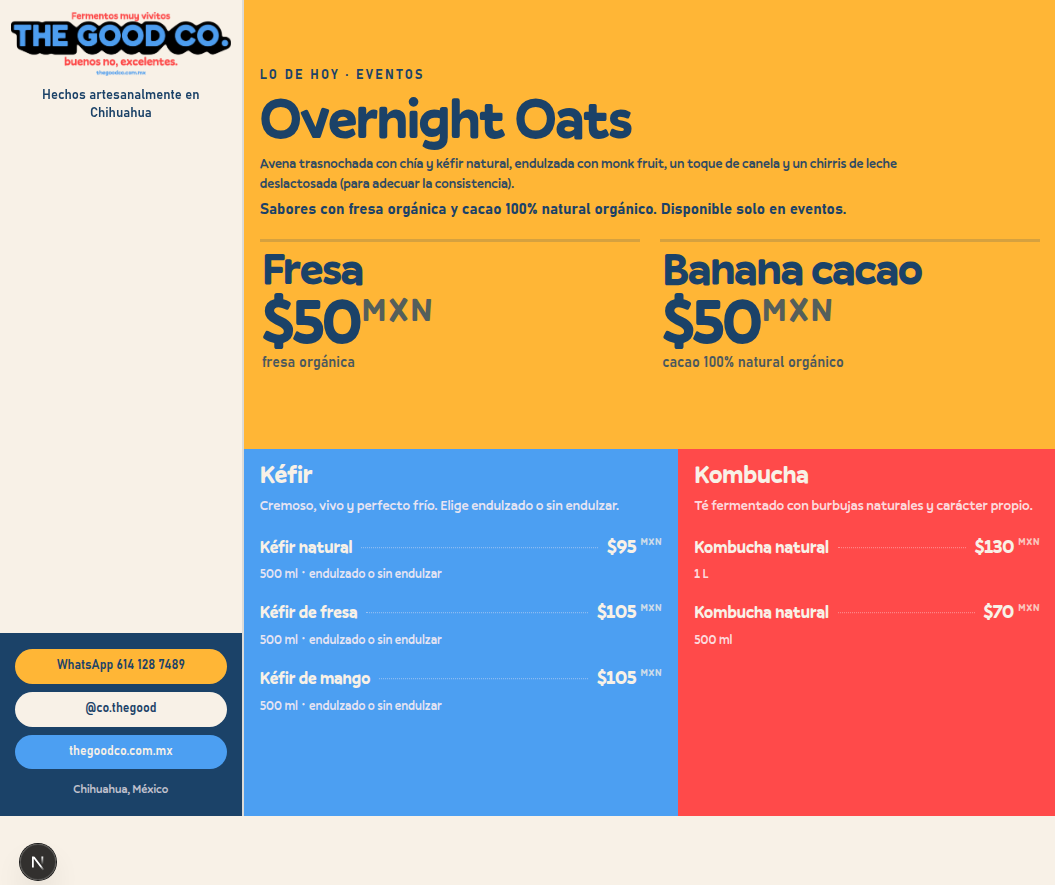 Fermentos muy vivitos
THE GOOD CO.
buenos no, excelentes.
thegoodco.com.mx
Hechos artesanalmente en
Chihuahua
LO DE HOY · EVENTOS
Overnight Oats
Avena trasnochada con chía y kéfir natural, endulzada con monk fruit, un toque de canela y un chirris de leche
deslactosada (para adecuar la consistencia).
Sabores con fresa orgánica y cacao 100% natural orgánico. Disponible solo en eventos.
Fresa
$50 MXN
fresa orgánica
Banana cacao
$50 MXN
cacao 100% natural orgánico
Kéfir
Cremoso, vivo y perfecto frío. Elige endulzado o sin endulzar.
Kéfir natural $95 MXN
500 ml · endulzado o sin endulzar
Kéfir de fresa $105 MXN
500 ml · endulzado o sin endulzar
Kéfir de mango $105 MXN
500 ml · endulzado o sin endulzar
Kombucha
Té fermentado con burbujas naturales y carácter propio.
Kombucha natural $130 MXN
1 L
Kombucha natural $70 MXN
500 ml
WhatsApp 614 128 7489
@co.thegood
thegoodco.com.mx
Chihuahua, México
N